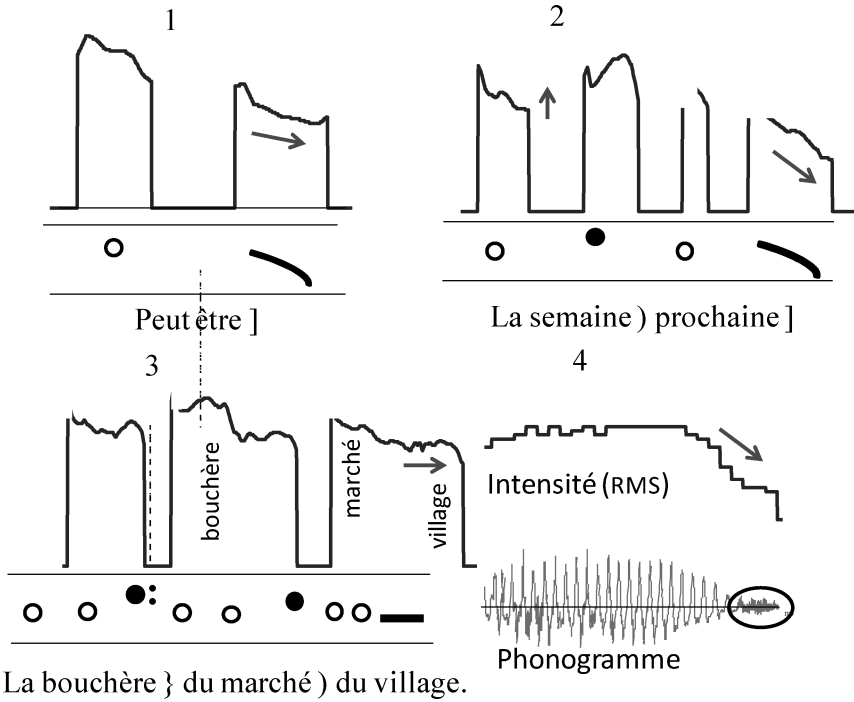 1
Peut être ]
2
La semaine ) prochaine ]
3
bouchère
marché
village
La bouchère } du marché ) du village.
4
Intensité (RMS)
Phonogramme